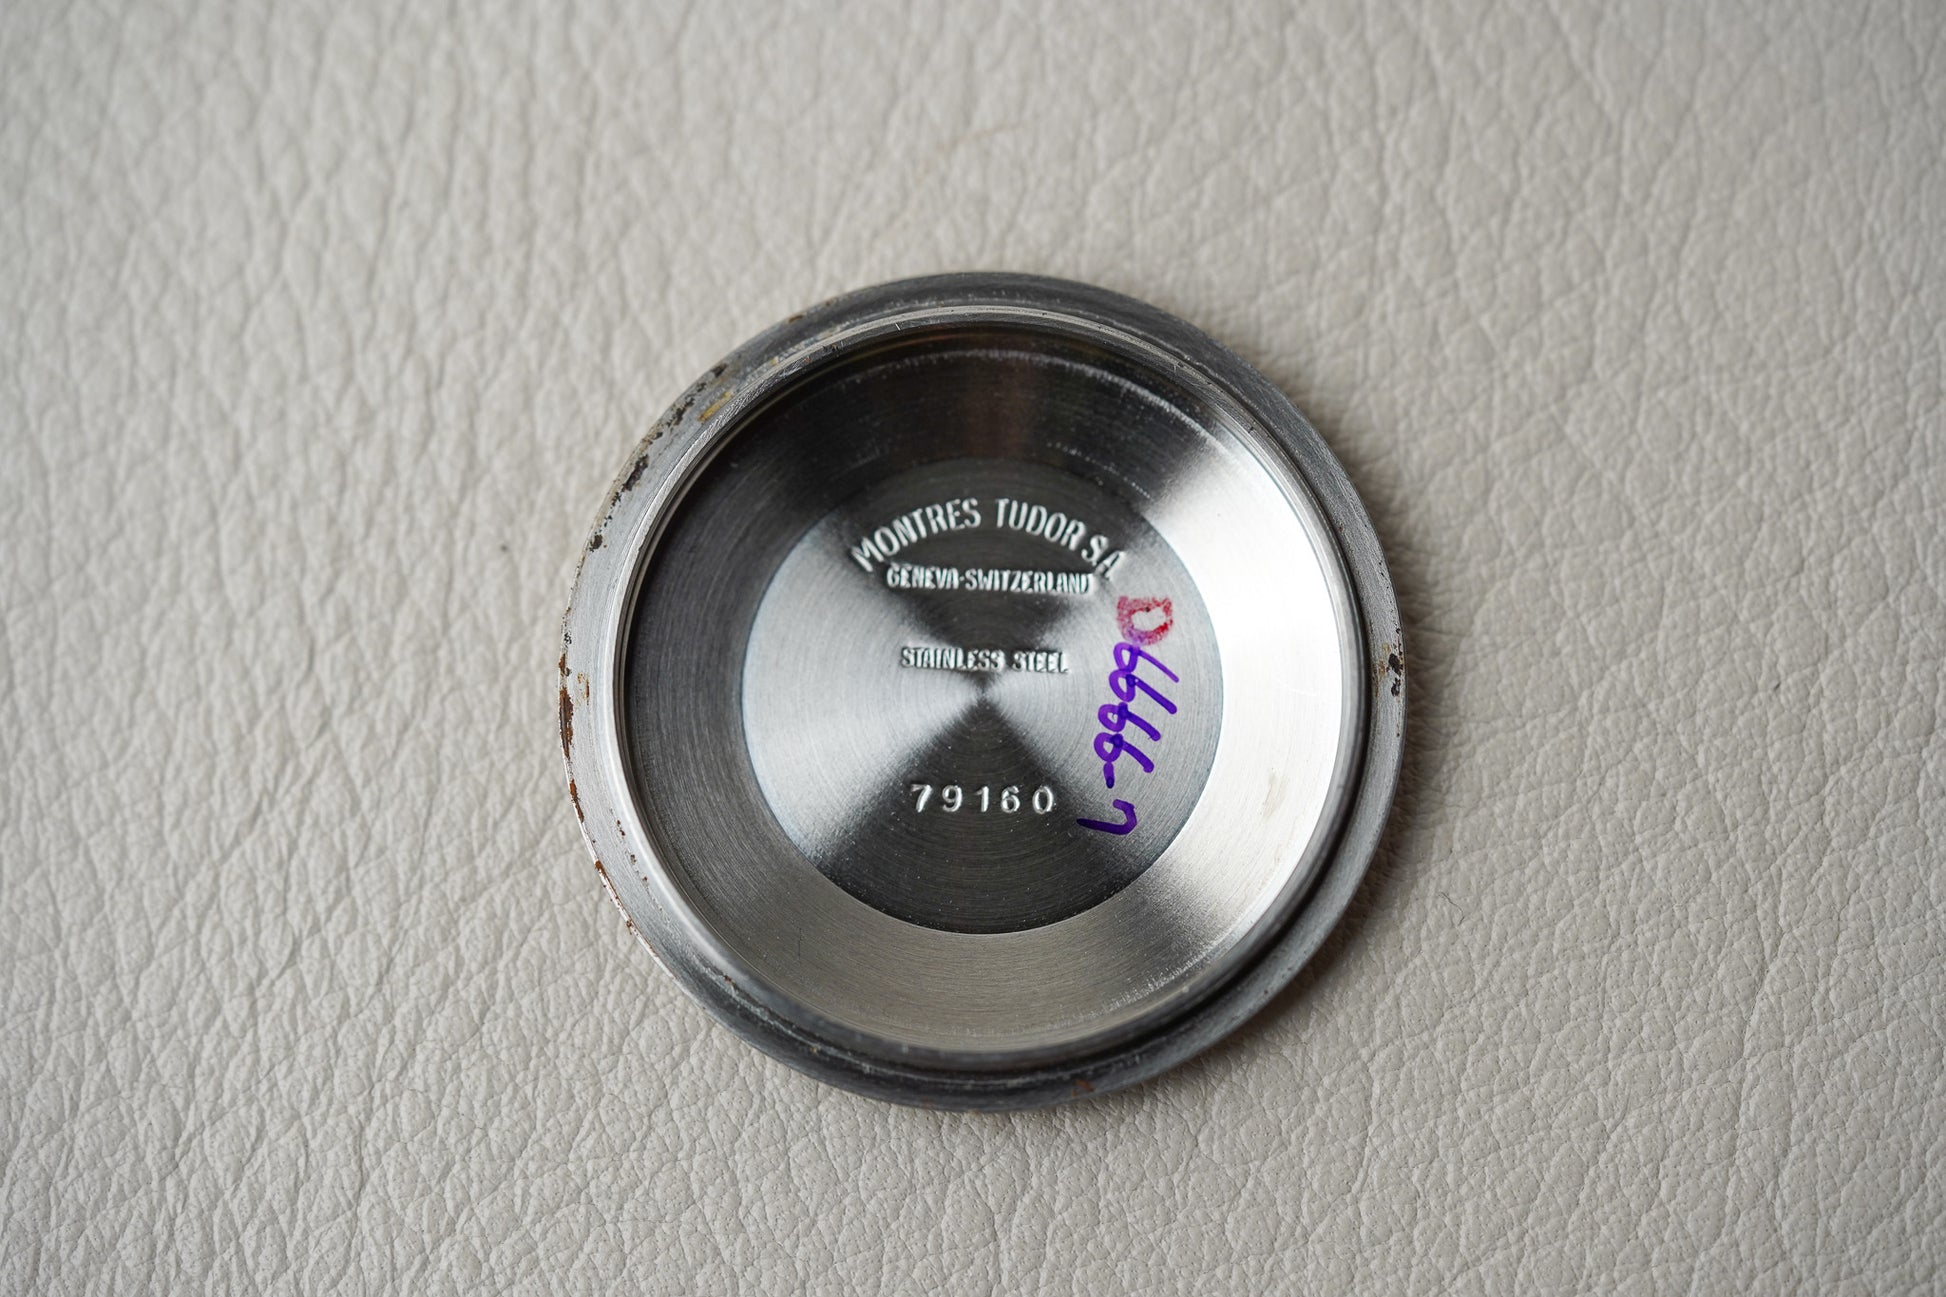 MONTRES TUDOR S.A.
GENEVA-SWITZERLAND
STAINLESS STEEL
79160